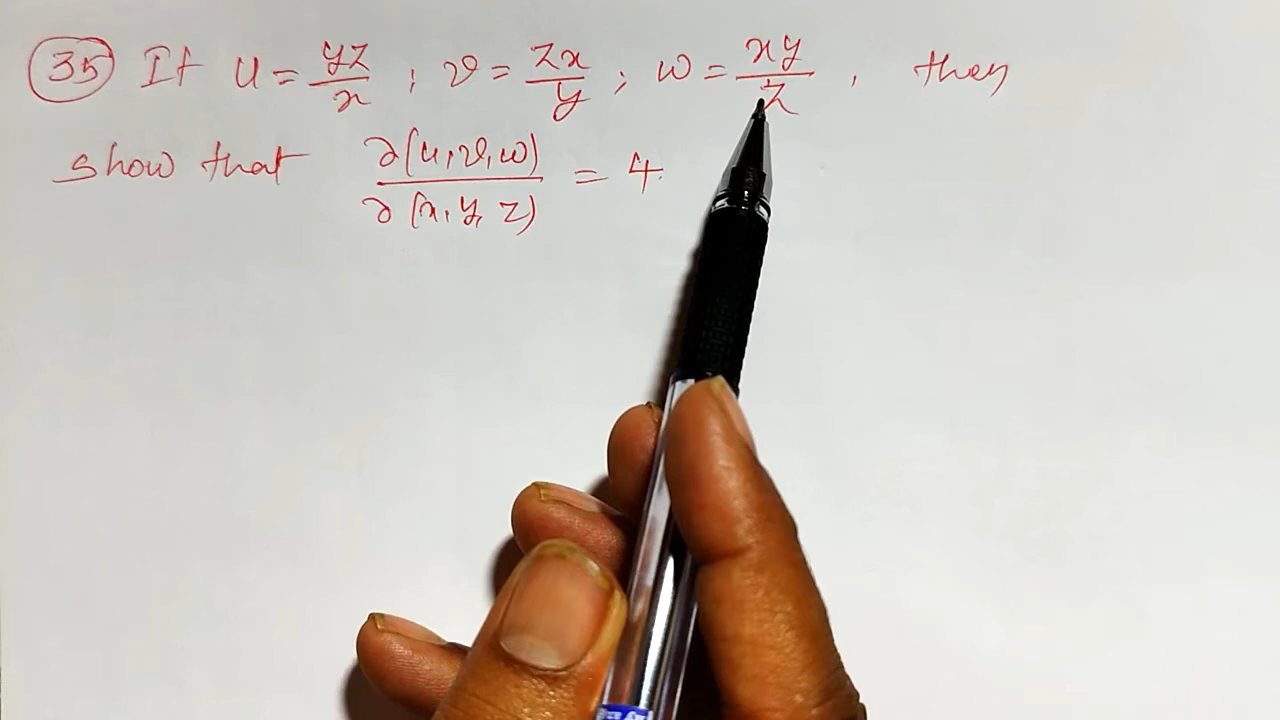 35 If u = yz/x ; v = zx/y ; w = xy/z , then
show that ∂(u,v,w)/∂(x,y,z) = 4.